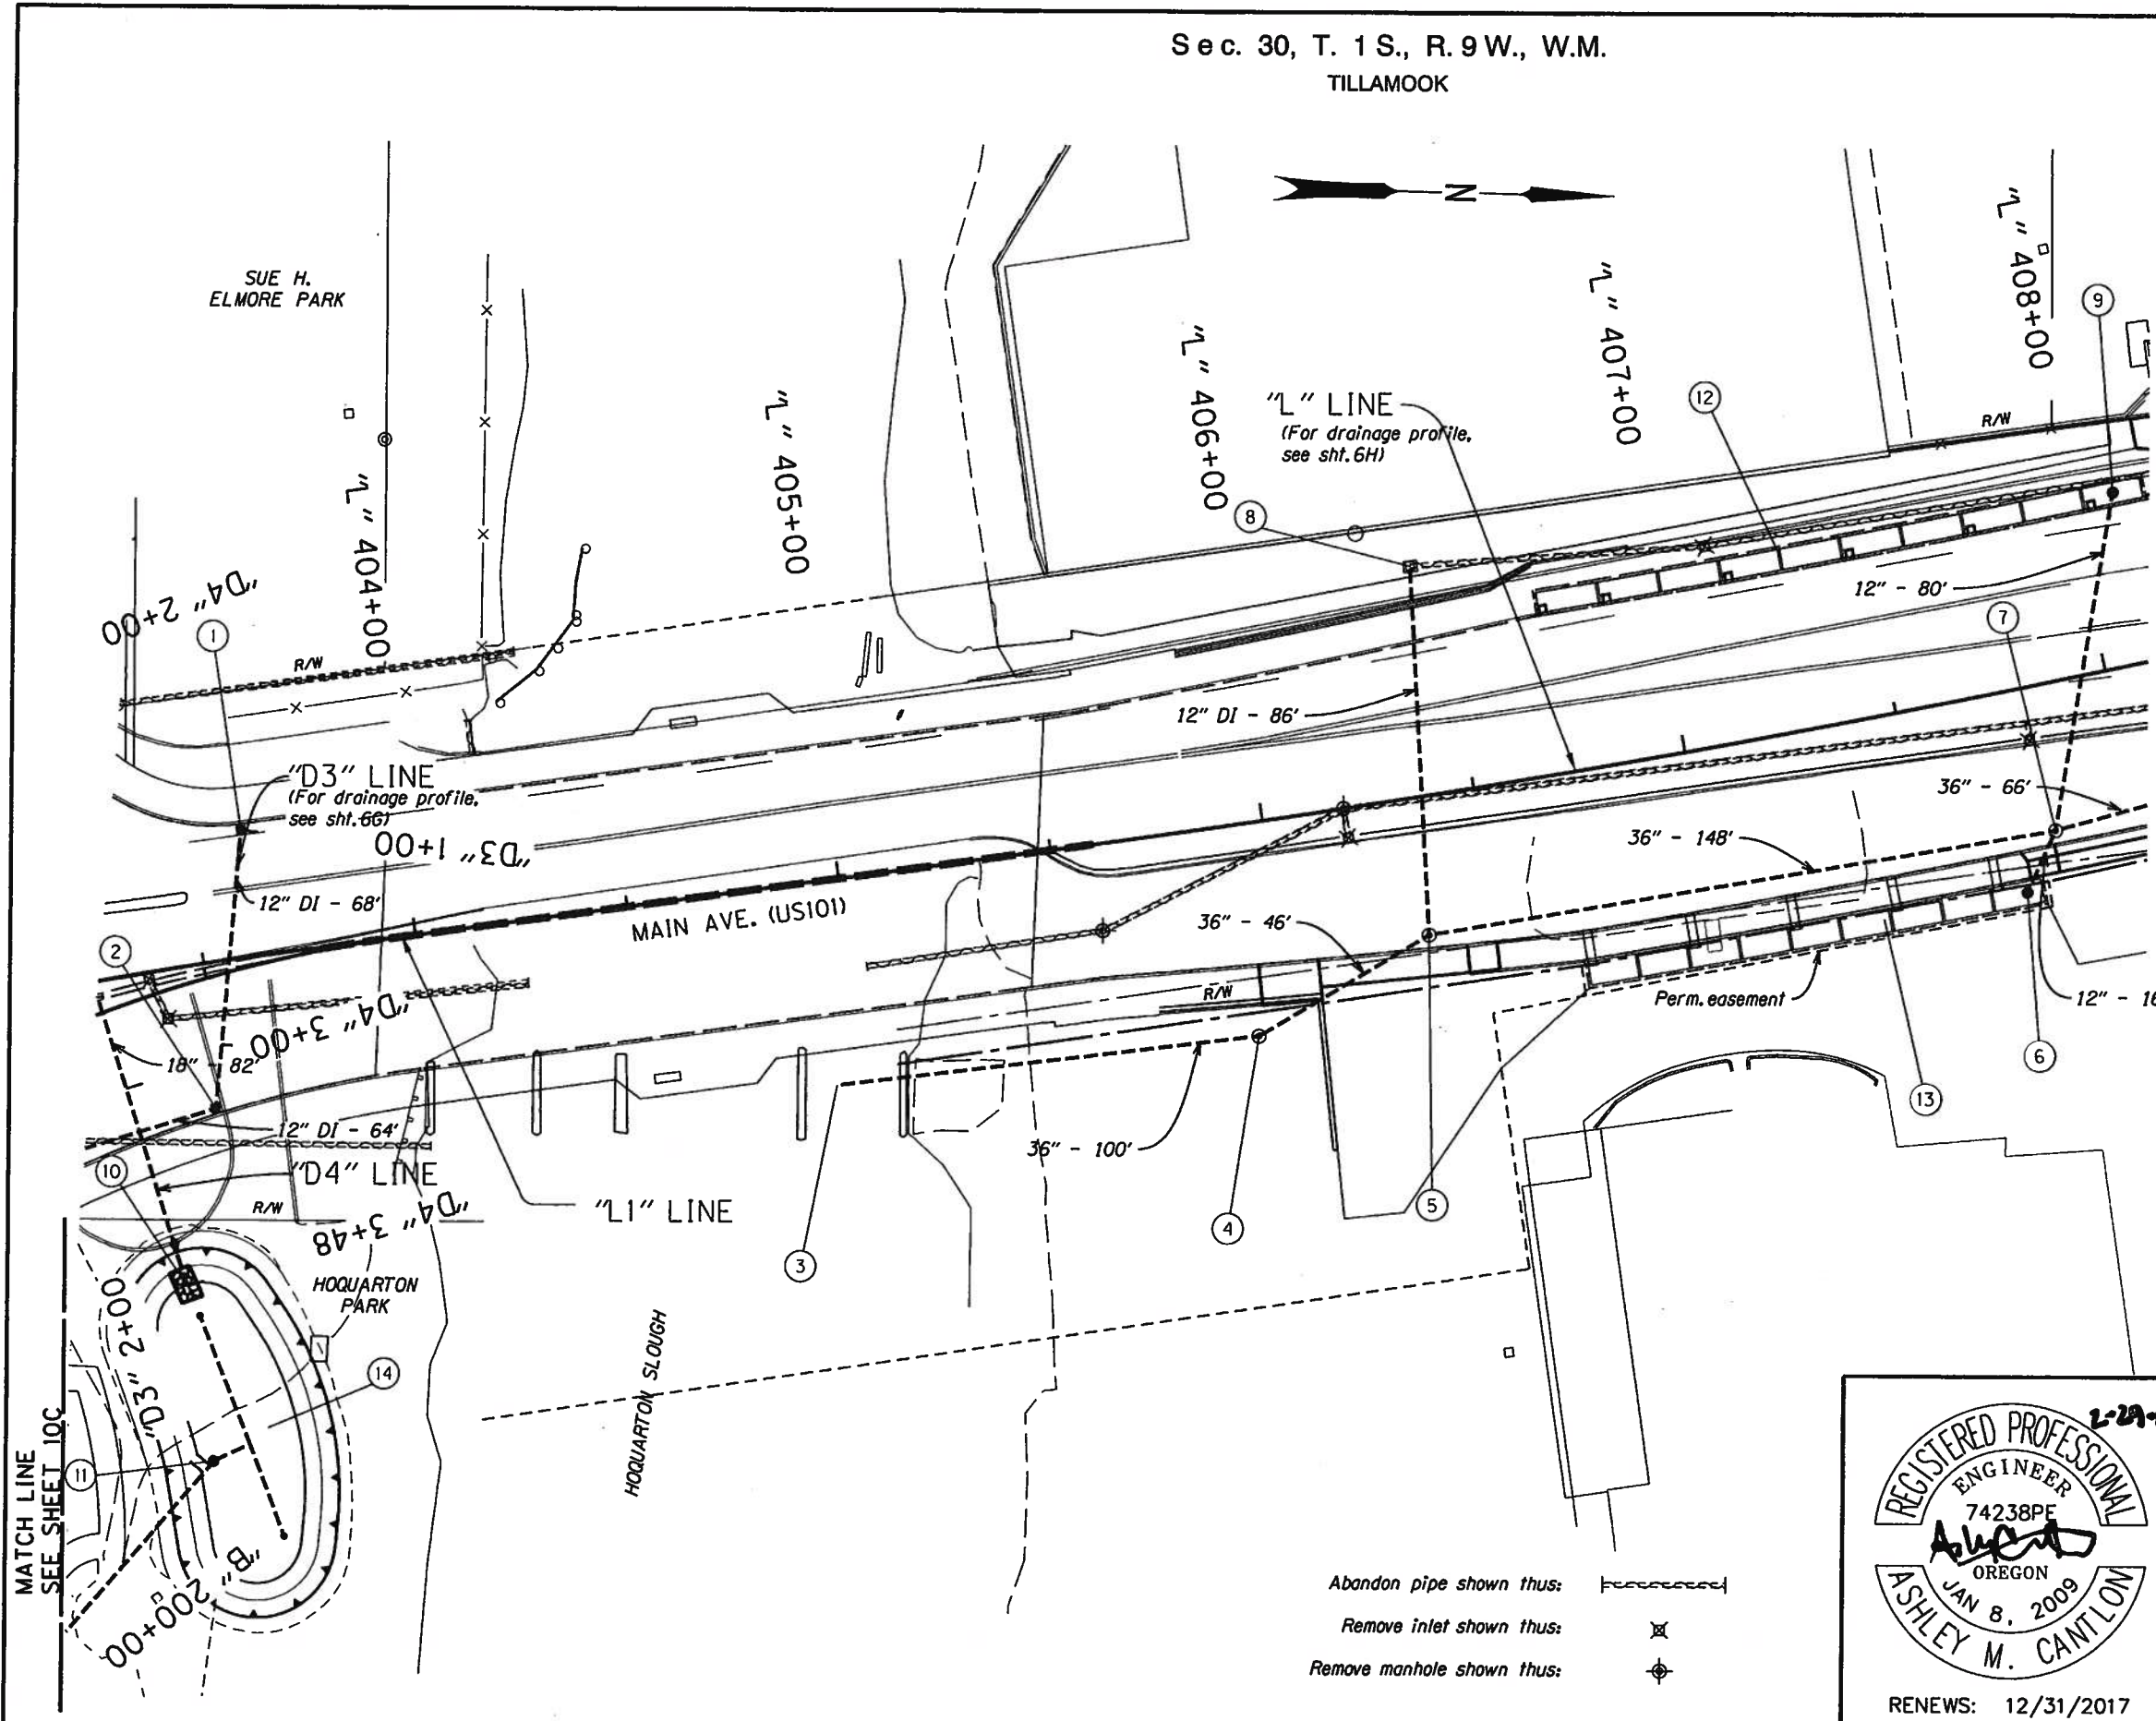 Sec. 30, T. 1 S., R. 9 W., W.M.
TILLAMOOK
N
SUE H.
ELMORE PARK
"L" 404+00
"L" 405+00
"L" 406+00
"L" 407+00
"L" 408+00
"L" LINE
(For drainage profile,
see sht. 6H)
12
9
8
R/W
"D4" 2+00
1
R/W
12" - 80'
7
12" DI - 86'
"D3" LINE
(For drainage profile,
see sht. 6G)
"D3" 1+00
36" - 66'
36" - 148'
12" DI - 68'
MAIN AVE. (US101)
36" - 46'
2
R/W
Perm. easement
"D4" 3+00
18" - 82'
6
13
12" DI - 64'
36" - 100'
10
"D4" LINE
R/W
"L1" LINE
5
4
3
"D4" 3+48
HOQUARTON
PARK
"D3" 2+00
14
HOQUARTON SLOUGH
11
MATCH LINE
SEE SHEET 10C
"B" 200+00
Abandon pipe shown thus:
Remove inlet shown thus:
Remove manhole shown thus:
REGISTERED PROFESSIONAL
ENGINEER
74238PE
OREGON
JAN 8, 2009
ASHLEY M. CANTLON
RENEWS: 12/31/2017